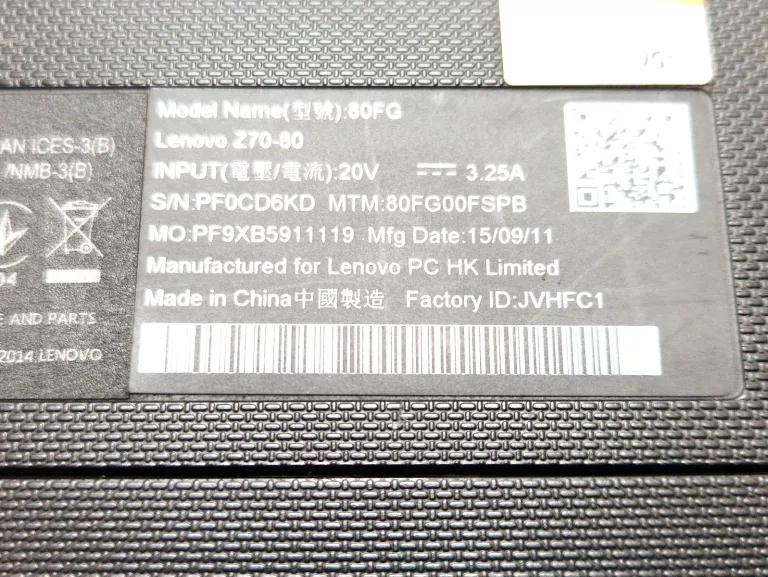 Model Name(型號):80FG
Lenovo Z70-80
INPUT(電壓/電流):20V ⎓ 3.25A
S/N:PF0CD6KD MTM:80FG00FSPB
MO:PF9XB5911119 Mfg Date:15/09/11
Manufactured for Lenovo PC HK Limited
Made in China中國製造 Factory ID:JVHFC1
AN ICES-3(B)
/NMB-3(B)
E AND PARTS
2014 LENOVO